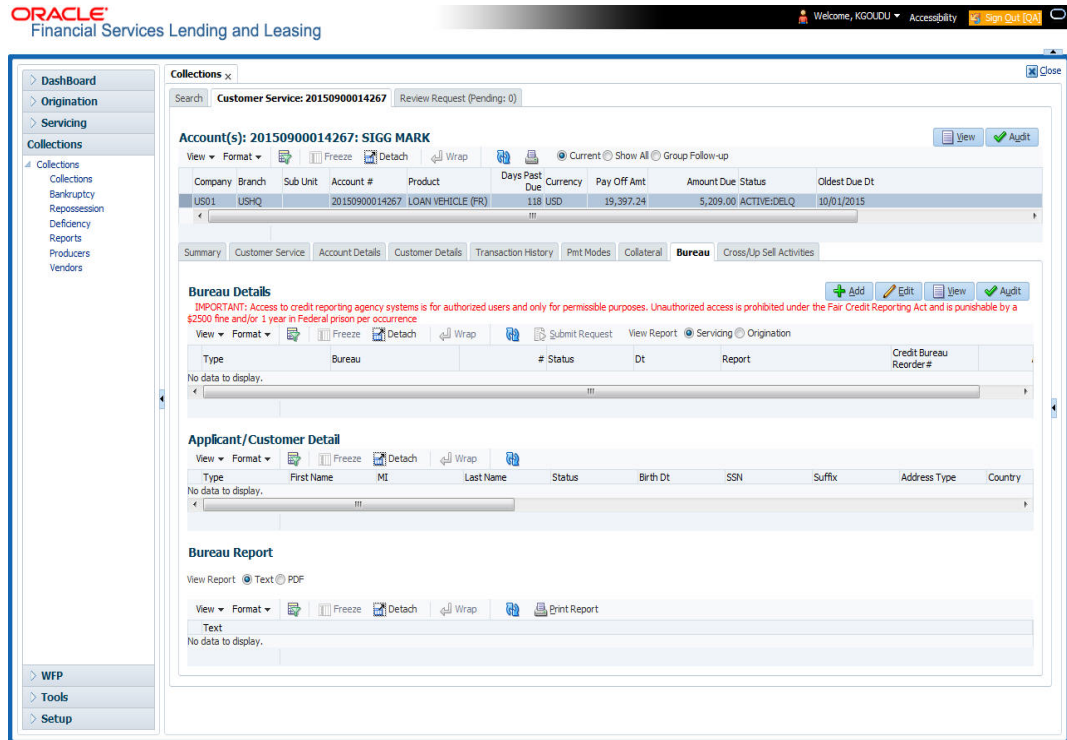 ORACLE
Financial Services Lending and Leasing
Welcome, KGOUDU Accessibility Sign Out [QA]
Close
DashBoard
Origination
Servicing
Collections
Collections
Collections
Bankruptcy
Repossession
Deficiency
Reports
Producers
Vendors
WFP
Tools
Setup
Collections x
Search Customer Service: 20150900014267 Review Request (Pending: 0)
Account(s): 20150900014267: SIGG MARK View Audit
View Format Freeze Detach Wrap Current Show All Group Follow-up
Company Branch Sub Unit Account # Product Days Past Due Currency Pay Off Amt Amount Due Status Oldest Due Dt
US01 USHQ 20150900014267 LOAN VEHICLE (FR) 118 USD 19,397.24 5,209.00 ACTIVE:DELQ 10/01/2015
Summary Customer Service Account Details Customer Details Transaction History Pmt Modes Collateral Bureau Cross/Up Sell Activities
Bureau Details Add Edit View Audit
IMPORTANT: Access to credit reporting agency systems is for authorized users and only for permissible purposes. Unauthorized access is prohibited under the Fair Credit Reporting Act and is punishable by a
$2500 fine and/or 1 year in Federal prison per occurrence
View Format Freeze Detach Wrap Submit Request View Report Servicing Origination
Type Bureau # Status Dt Report Credit Bureau Reorder #
No data to display.
Applicant/Customer Detail
View Format Freeze Detach Wrap
Type First Name MI Last Name Status Birth Dt SSN Suffix Address Type Country
No data to display.
Bureau Report
View Report Text PDF
View Format Freeze Detach Wrap Print Report
Text
No data to display.